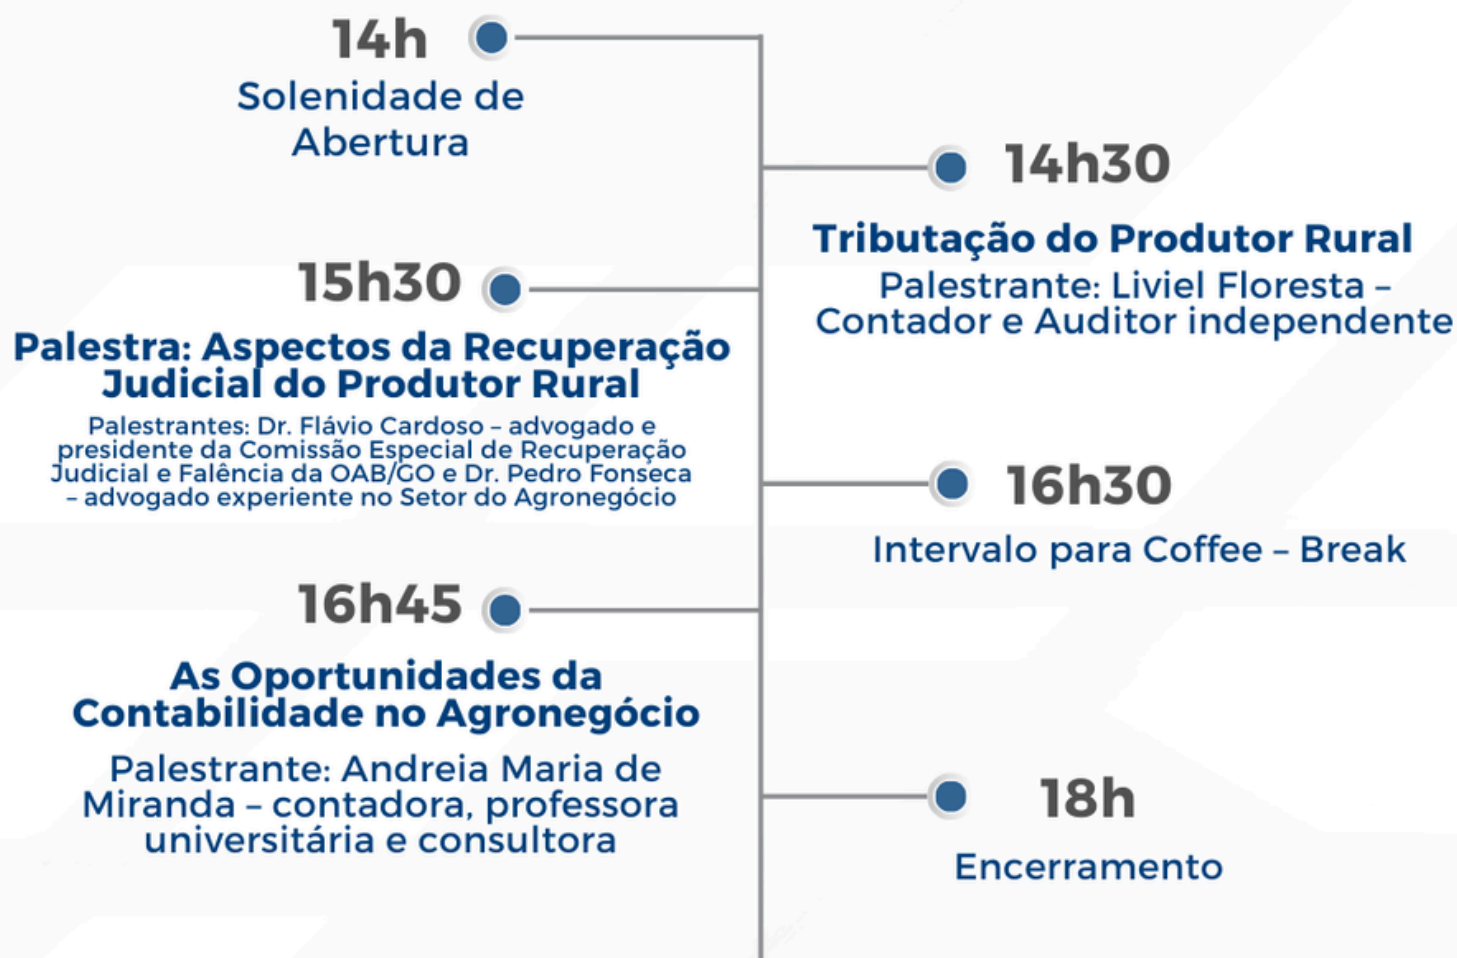 14h
Solenidade de
Abertura
14h30
Tributação do Produtor Rural
Palestrante: Liviel Floresta –
Contador e Auditor independente
15h30
Palestra: Aspectos da Recuperação
Judicial do Produtor Rural
Palestrantes: Dr. Flávio Cardoso – advogado e
presidente da Comissão Especial de Recuperação
Judicial e Falência da OAB/GO e Dr. Pedro Fonseca
– advogado experiente no Setor do Agronegócio
16h30
Intervalo para Coffee – Break
16h45
As Oportunidades da
Contabilidade no Agronegócio
Palestrante: Andreia Maria de
Miranda – contadora, professora
universitária e consultora
18h
Encerramento